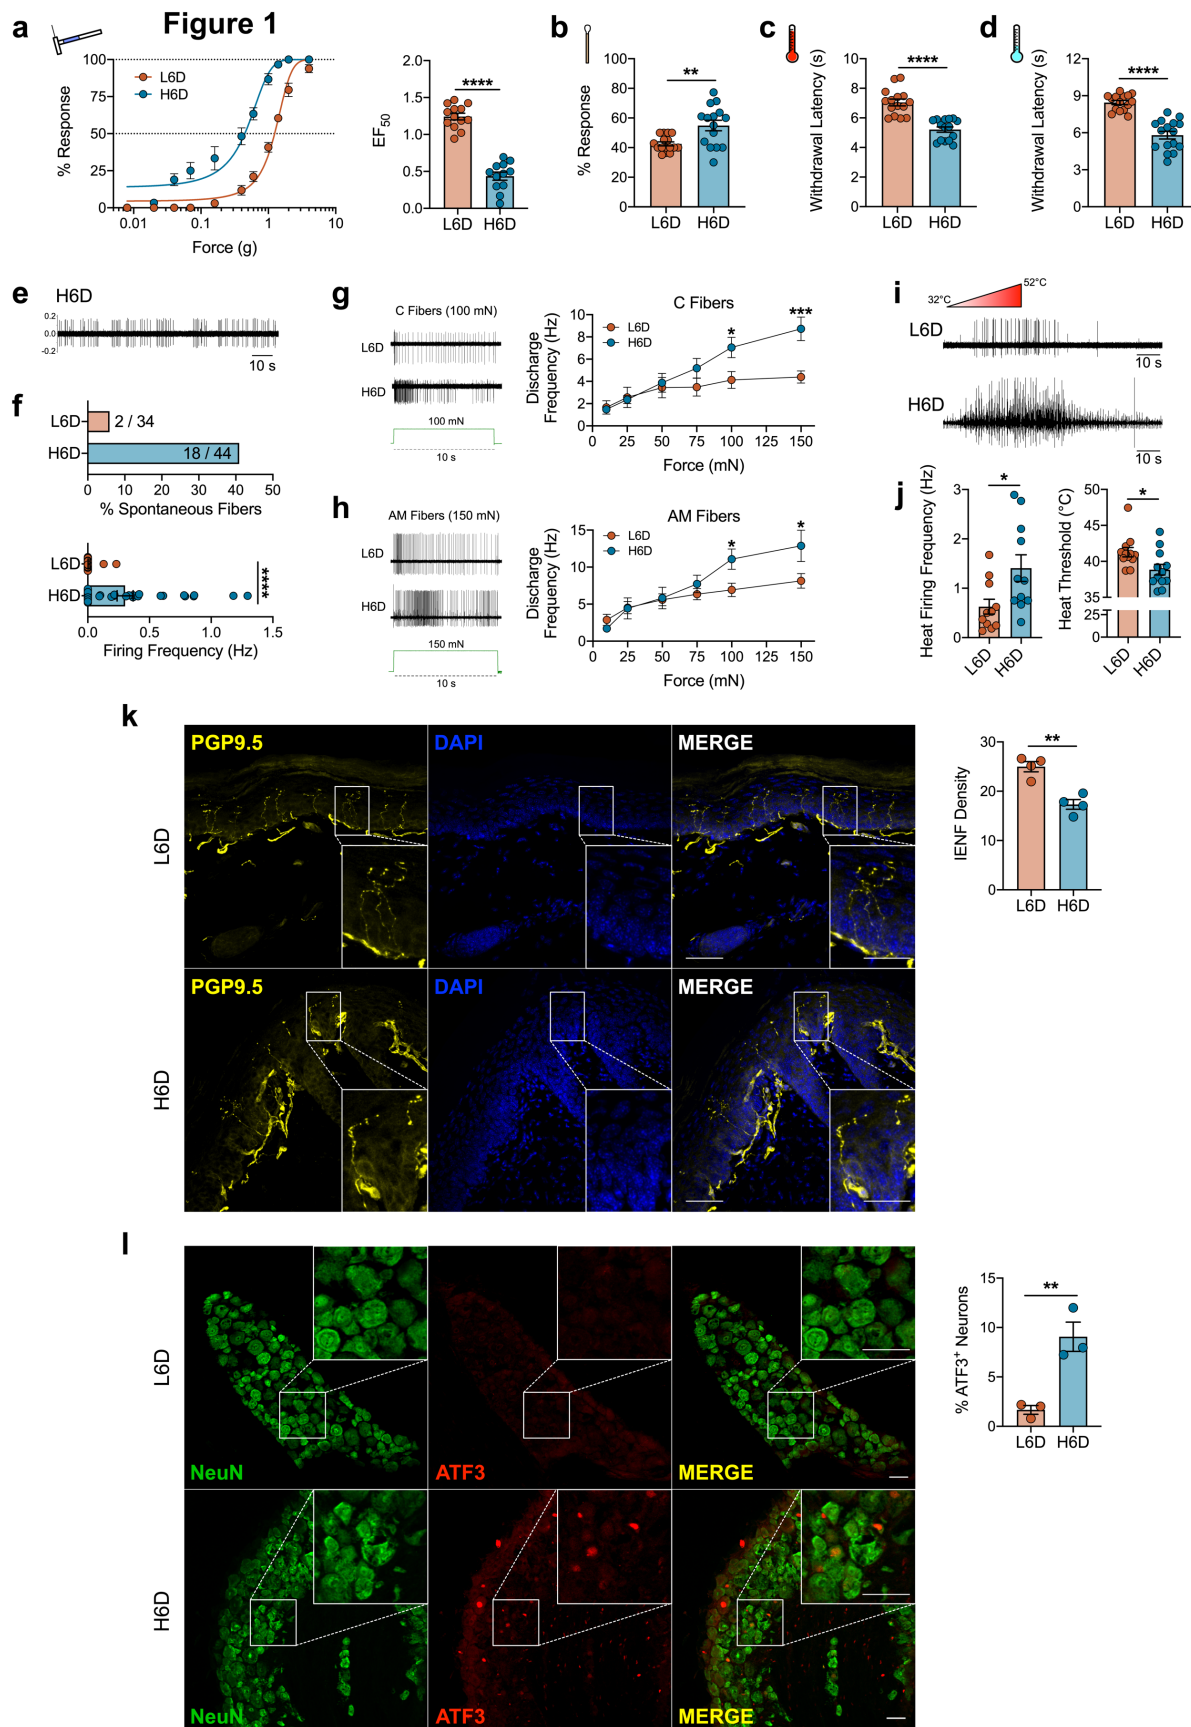 Figure 1
a
% Response
100
75
50
25
0
L6D
H6D
0.01
0.1
1
10
Force (g)
EF50
2.0
1.5
1.0
0.5
0.0
****
L6D H6D
b
% Response
100
80
60
40
20
0
**
L6D H6D
c
Withdrawal Latency (s)
10
8
6
4
2
0
****
L6D H6D
d
Withdrawal Latency (s)
12
9
6
3
0
****
L6D H6D
e
H6D
0.2
0.0
-0.2
10 s
f
L6D
2 / 34
H6D
18 / 44
0 10 20 30 40 50
% Spontaneous Fibers
L6D
H6D
****
0.0 0.5 1.0 1.5
Firing Frequency (Hz)
g
C Fibers (100 mN)
L6D
H6D
100 mN
10 s
C Fibers
Discharge
Frequency (Hz)
10
8
6
4
2
0
L6D
H6D
*
***
0 25 50 75 100 125 150
Force (mN)
h
AM Fibers (150 mN)
L6D
H6D
150 mN
10 s
AM Fibers
Discharge
Frequency (Hz)
15
10
5
0
L6D
H6D
*
*
0 25 50 75 100 125 150
Force (mN)
i
32°C
52°C
L6D
10 s
H6D
10 s
j
Heat Firing Frequency (Hz)
3
2
1
0
*
L6D
H6D
Heat Threshold (°C)
50
45
40
35
25
0
*
L6D
H6D
k
PGP9.5 DAPI MERGE
L6D
PGP9.5 DAPI MERGE
H6D
IENF Density
30
20
10
0
**
L6D H6D
l
L6D
NeuN ATF3 MERGE
H6D
NeuN ATF3 MERGE
% ATF3+ Neurons
15
10
5
0
**
L6D H6D